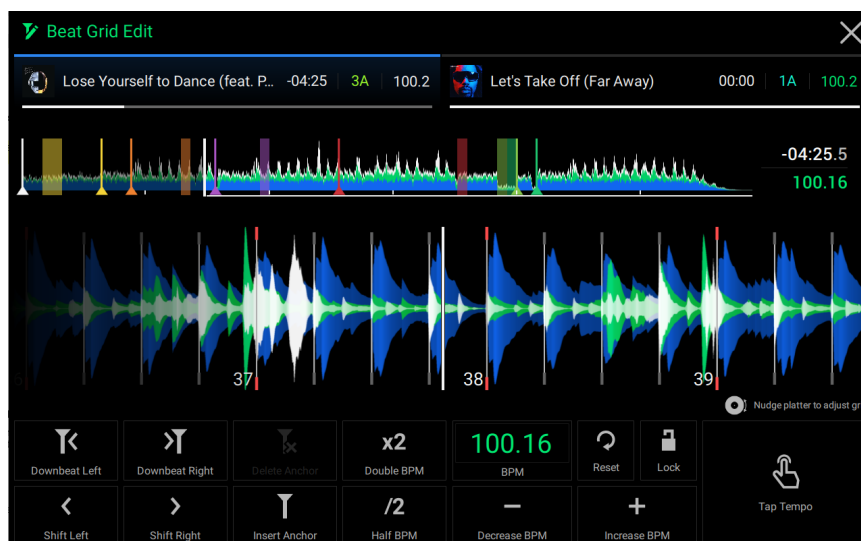 Beat Grid Edit
Lose Yourself to Dance (feat. P... -04:25 3A 100.2
Let's Take Off (Far Away) 00:00 1A 100.2
-04:25.5
100.16
37
38
39
Nudge platter to adjust gr
Downbeat Left
Downbeat Right
Delete Anchor
x2
Double BPM
100.16
BPM
Reset
Lock
Tap Tempo
Shift Left
Shift Right
Insert Anchor
/2
Half BPM
Decrease BPM
Increase BPM